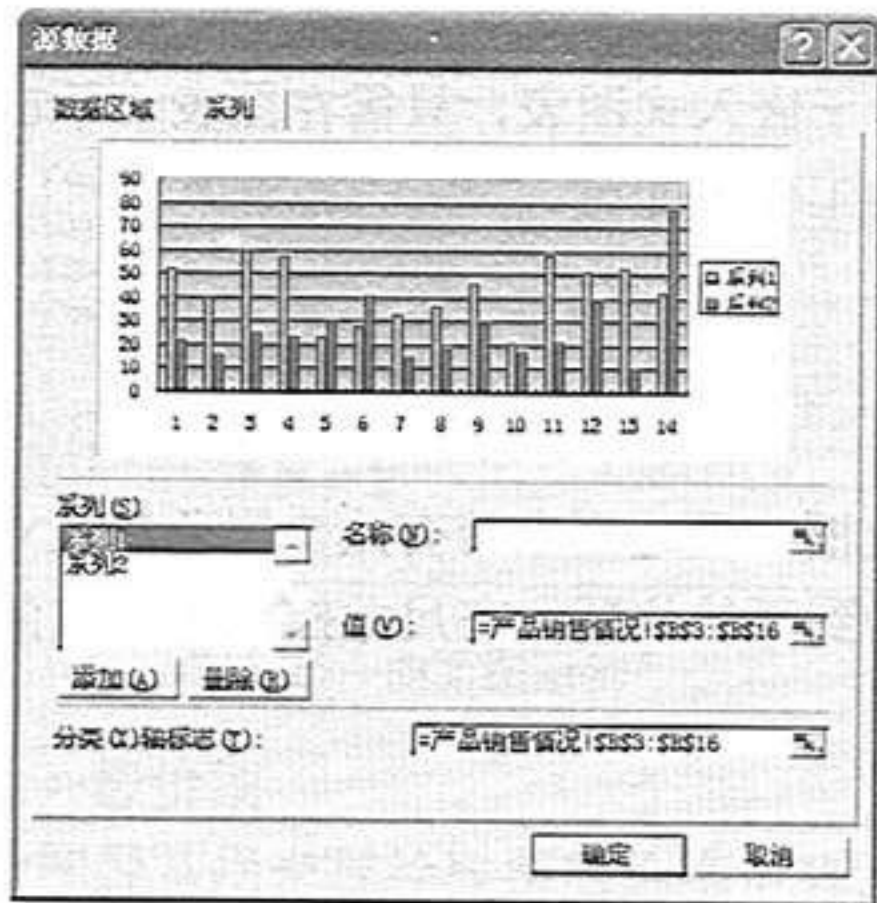 源数据
数据区域 系列
90
80
70
60
50
40
30
20
10
0
1 2 3 4 5 6 7 8 9 10 11 12 13 14
系列1
系列2
系列(S)
系列1
系列2
名称(N):
值(V):
=产品销售情况!$B$3:$B$16
添加(A) 删除(R)
分类(X)轴标志(T):
=产品销售情况!$B$3:$B$16
确定 取消